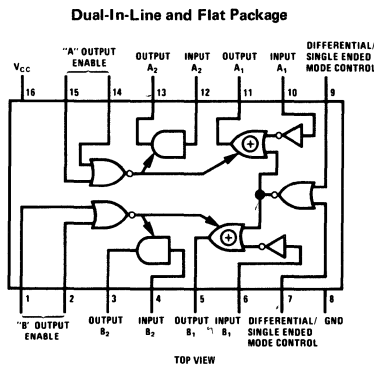 Dual-In-Line and Flat Package
DIFFERENTIAL/
SINGLE ENDED
MODE CONTROL
"A" OUTPUT
ENABLE
OUTPUT
A2
INPUT
A2
OUTPUT
A1
INPUT
A1
VCC
16 15 14 13 12 11 10 9
1 2 3 4 5 6 7 8
"B' OUTPUT
ENABLE
OUTPUT
B2
INPUT
B2
OUTPUT
B1
INPUT
B1
DIFFERENTIAL/
SINGLE ENDED
MODE CONTROL
GND
TOP VIEW